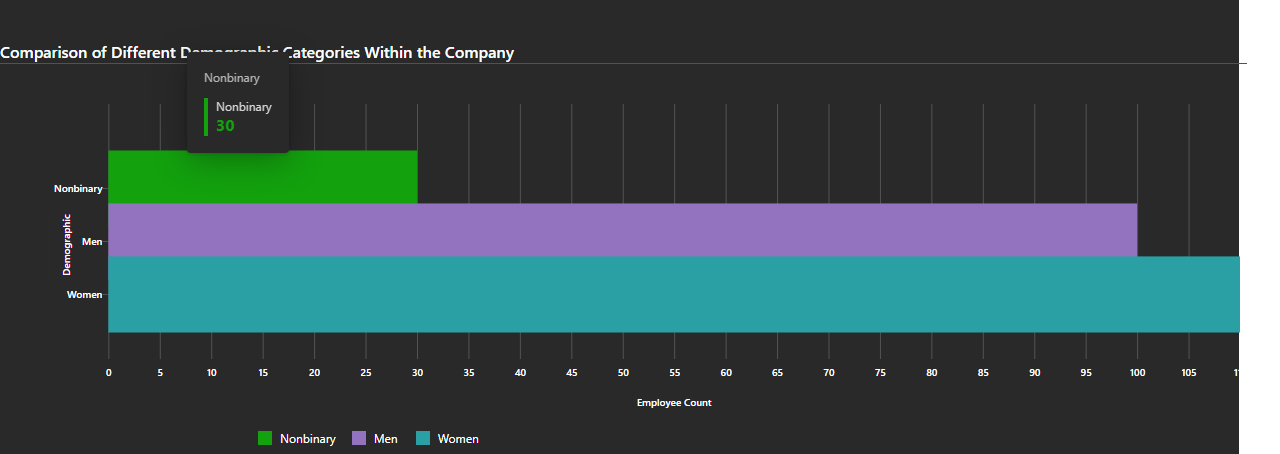 Comparison of Different Demographic Categories Within the Company
Nonbinary
Nonbinary
30
Nonbinary
Men
Women
Demographic
0 5 10 15 20 25 30 35 40 45 50 55 60 65 70 75 80 85 90 95 100 105
Employee Count
Nonbinary Men Women